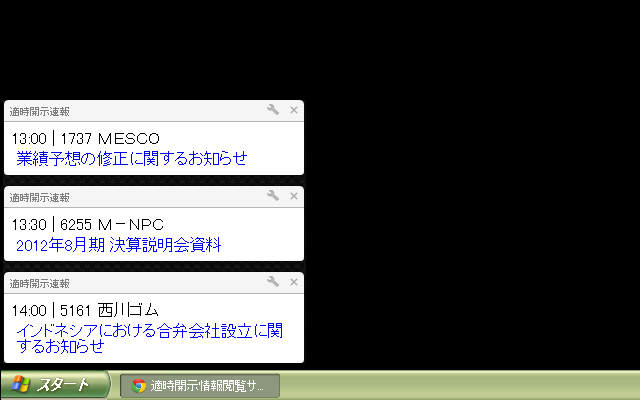 適時開示速報
13:00 | 1737 MESCO
業績予想の修正に関するお知らせ
適時開示速報
13:30 | 6255 M－NPC
2012年8月期 決算説明会資料
適時開示速報
14:00 | 5161 西川ゴム
インドネシアにおける合弁会社設立に関
するお知らせ
スタート
適時開示情報閲覧サ...